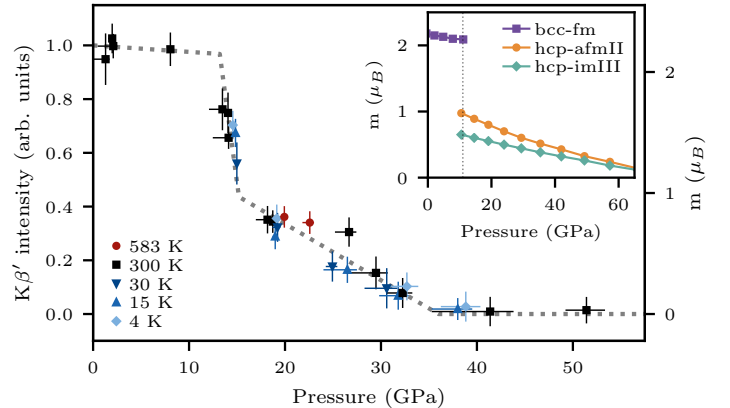 Kβ′ intensity (arb. units)
1.0
0.8
0.6
0.4
0.2
0.0
583 K
300 K
30 K
15 K
4 K
0
10
20
30
40
50
Pressure (GPa)
2
1
0
m (μB)
bcc-fm
hcp-afmII
hcp-imIII
m (μB)
2
1
0
0
20
40
60
Pressure (GPa)